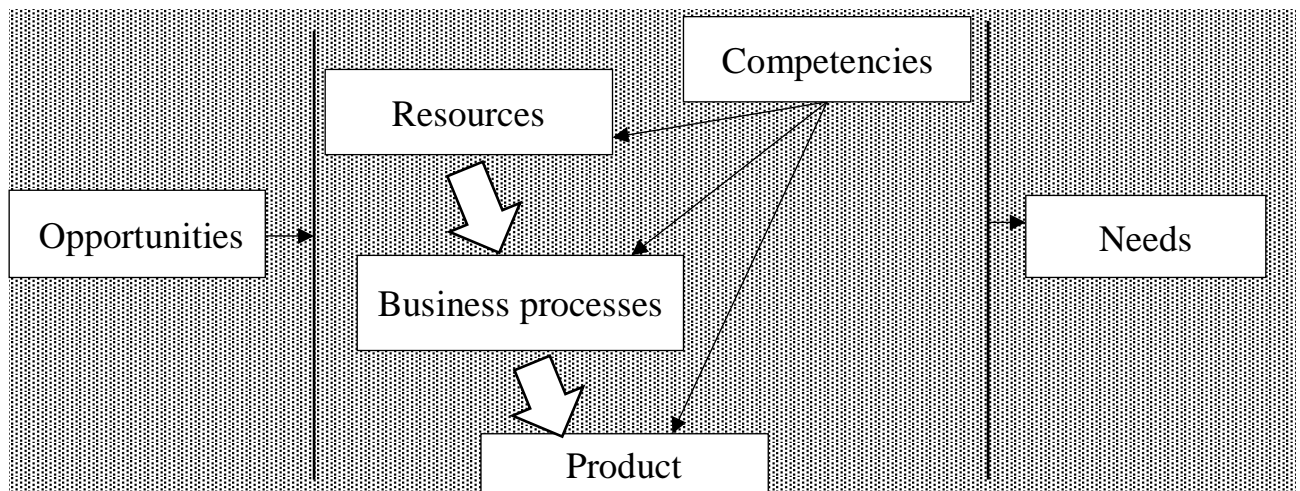 Competencies
Resources
Opportunities
Needs
Business processes
Product